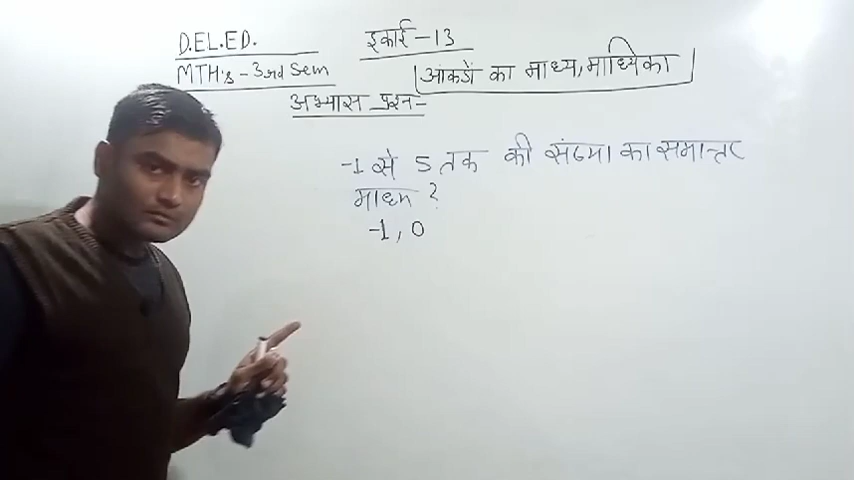 D.EL.ED. इकाई-13
MTH's - 3rd Sem आंकडों का माध्य, माध्यिका
अभ्यास प्रश्न-
-1 से 5 तक की संख्या का समान्तर
माध्य ?
-1, 0